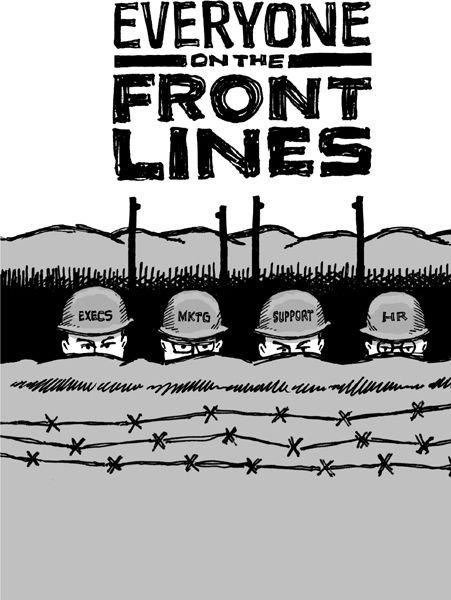 EVERYONE
ON THE
FRONT
LINES
EXECS MKTG SUPPORT HR